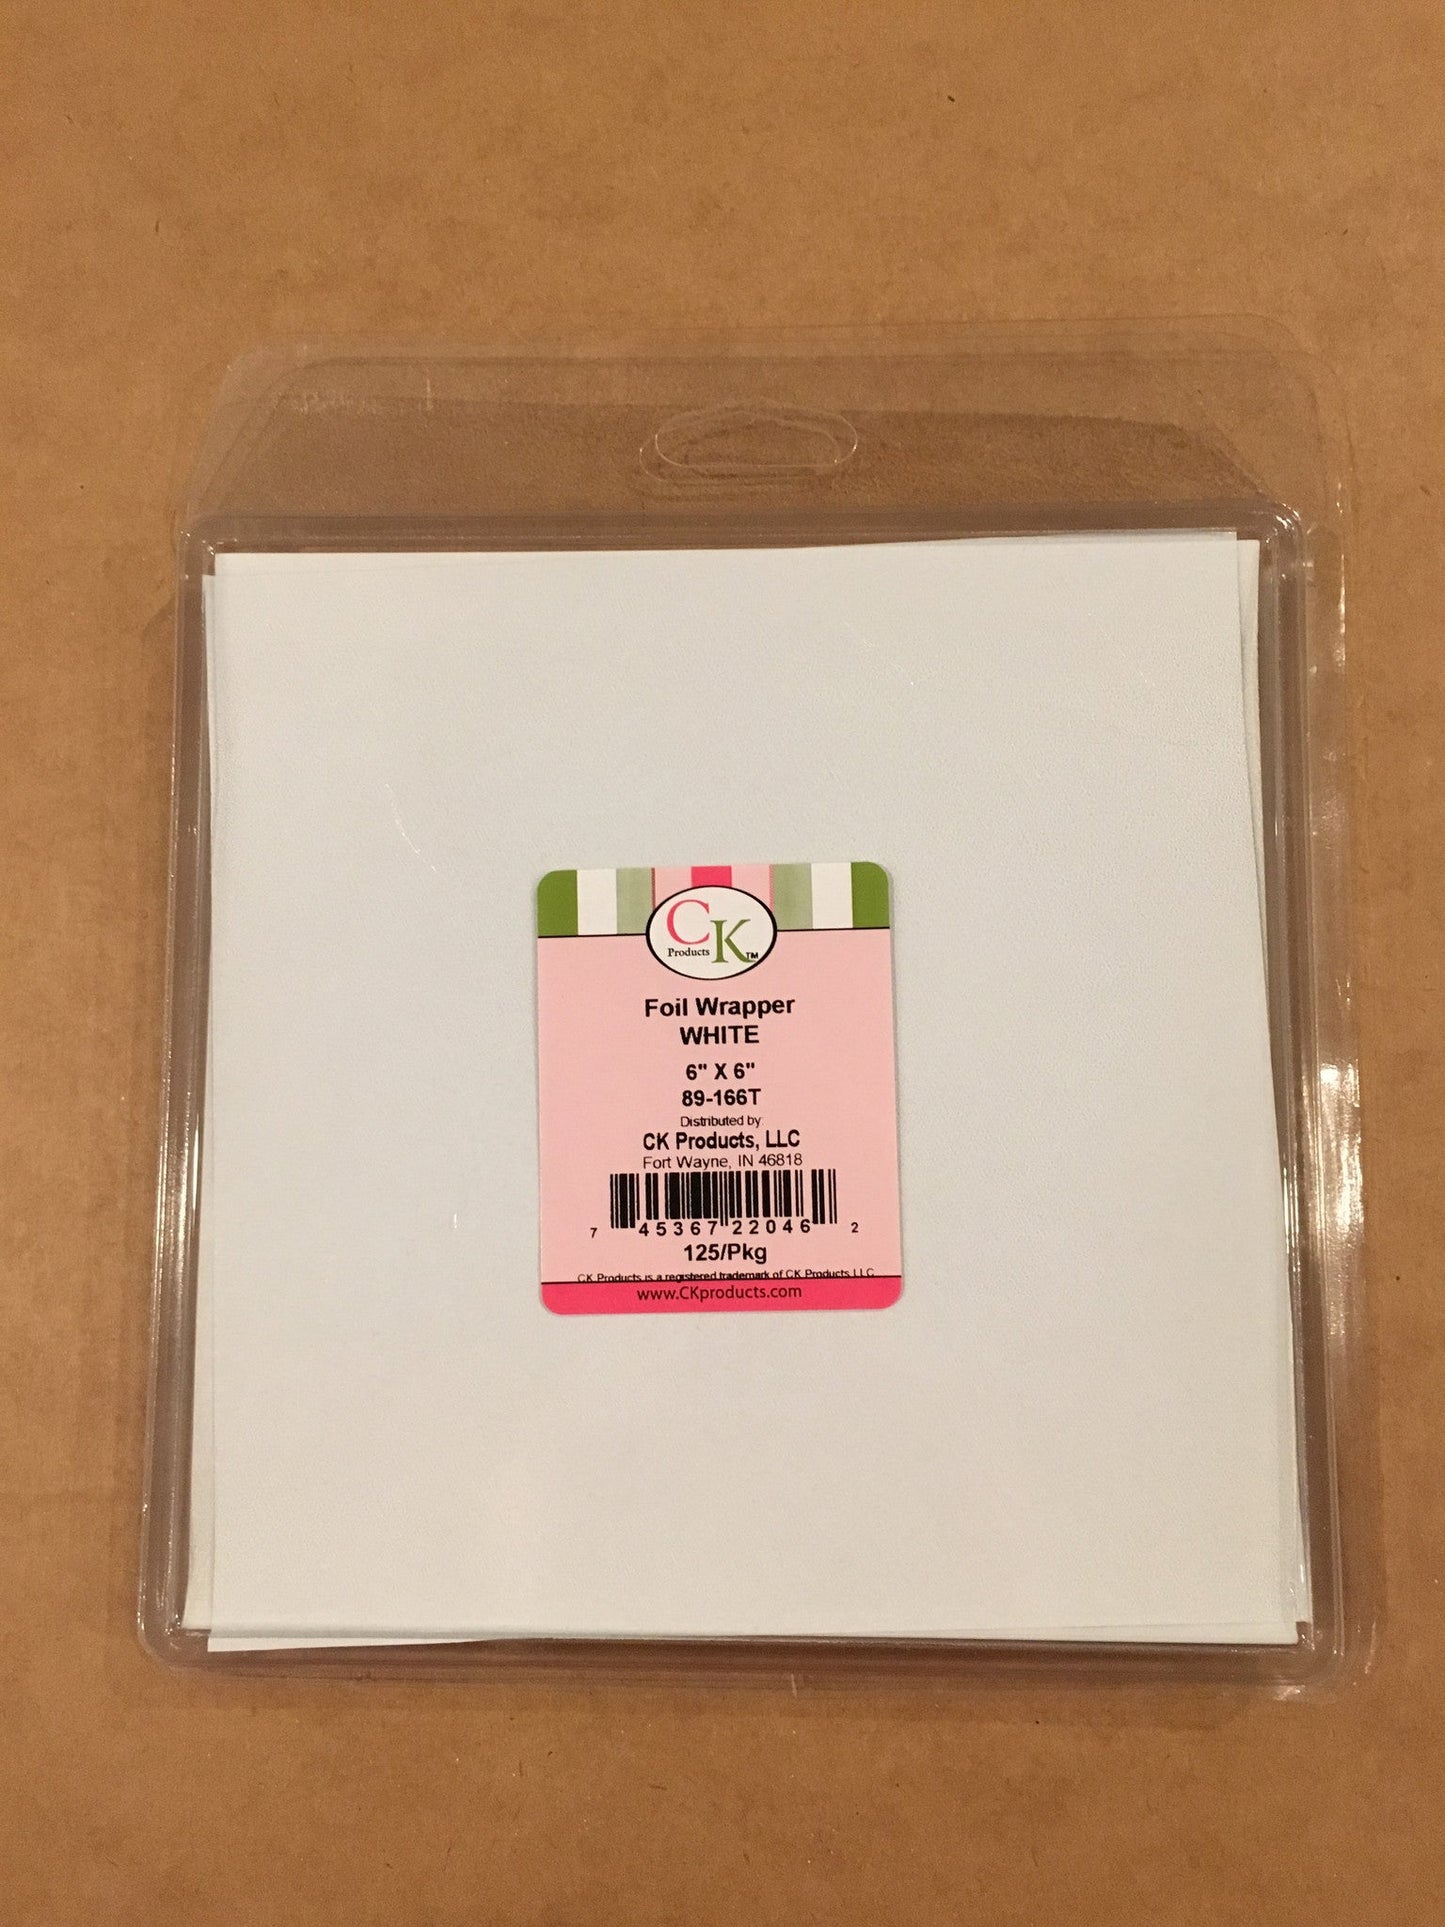 CK
Products TM
Foil Wrapper
WHITE
6" X 6"
89-166T
Distributed by:
CK Products, LLC
Fort Wayne, IN 46818
7 45367 22046 2
125/Pkg
CK Products is a registered trademark of CK Products LLC
www.CKproducts.com